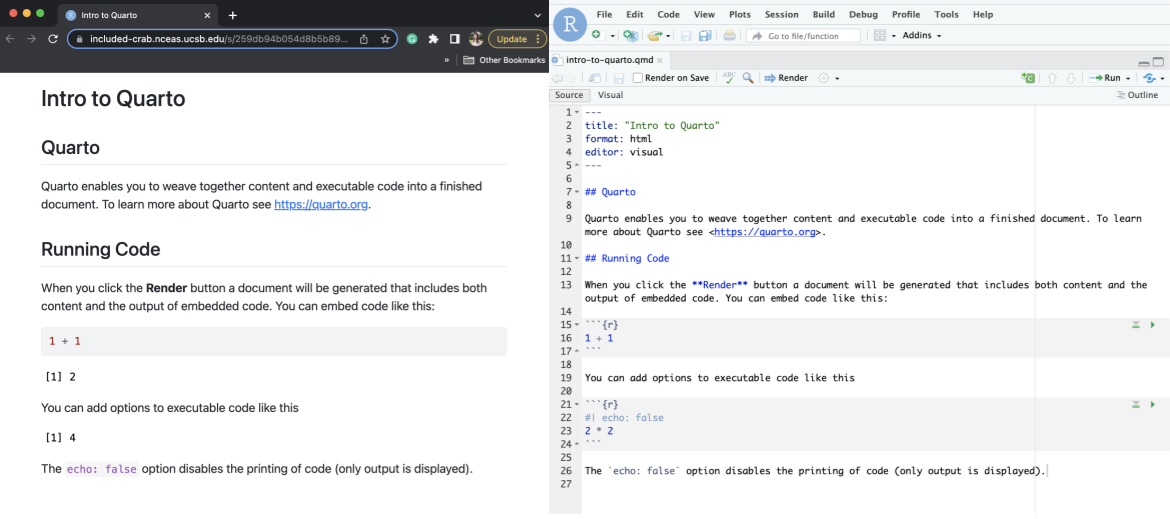 Intro to Quarto
included-crab.nceas.ucsb.edu/s/259db94b054d8b5b89...
Update
» Other Bookmarks
Intro to Quarto
Quarto
Quarto enables you to weave together content and executable code into a finished
document. To learn more about Quarto see https://quarto.org.
Running Code
When you click the Render button a document will be generated that includes both
content and the output of embedded code. You can embed code like this:
1 + 1
[1] 2
You can add options to executable code like this
[1] 4
The echo: false option disables the printing of code (only output is displayed).
R
File Edit Code View Plots Session Build Debug Profile Tools Help
Go to file/function Addins
intro-to-quarto.qmd
Render on Save ABC Render Run
Source Visual Outline
1 ---
2 title: "Intro to Quarto"
3 format: html
4 editor: visual
5 ---
6
7 ## Quarto
8
9 Quarto enables you to weave together content and executable code into a finished document. To learn
more about Quarto see <https://quarto.org>.
10
11 ## Running Code
12
13 When you click the **Render** button a document will be generated that includes both content and the
output of embedded code. You can embed code like this:
14
15 ```{r}
16 1 + 1
17 ```
18
19 You can add options to executable code like this
20
21 ```{r}
22 #| echo: false
23 2 * 2
24 ```
25
26 The `echo: false` option disables the printing of code (only output is displayed).
27